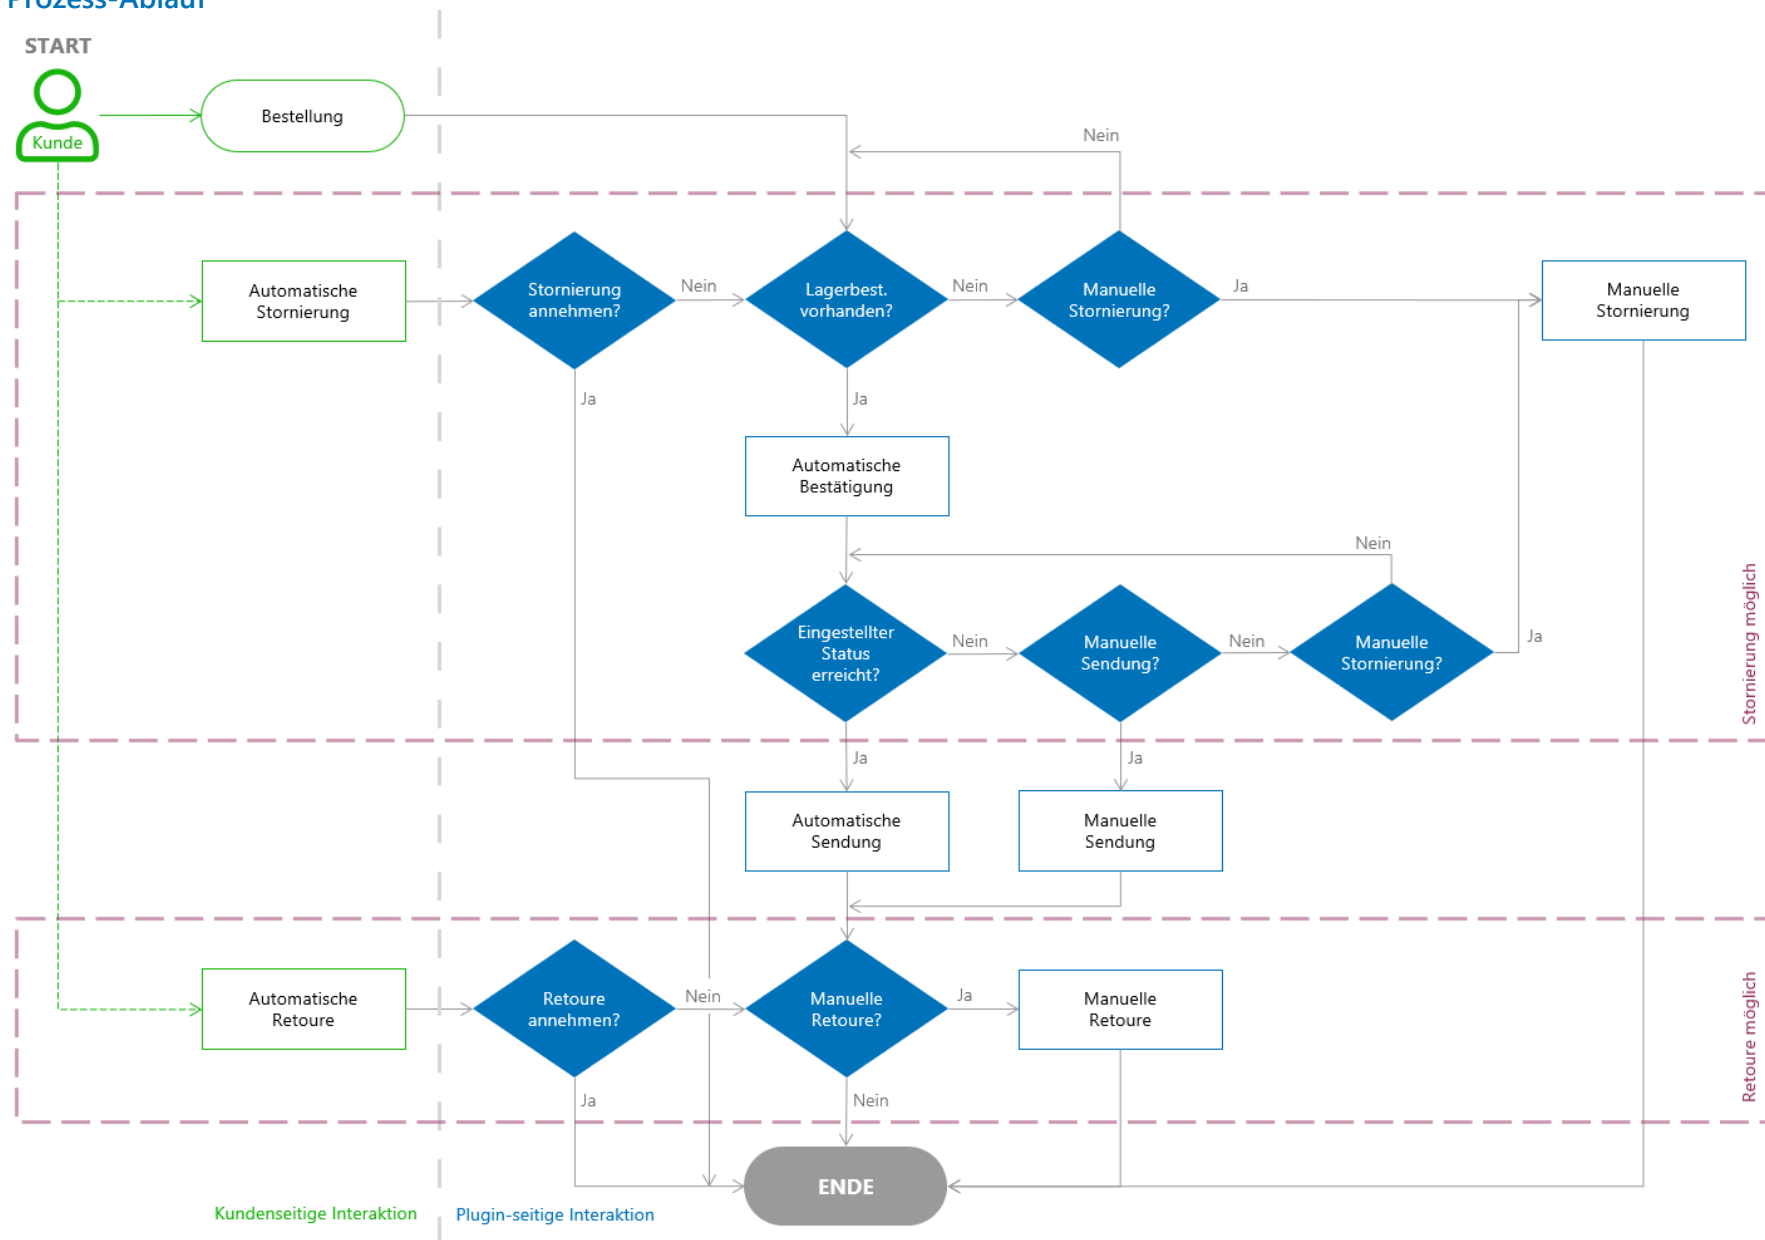 Prozess-Ablauf
START
Kunde
Bestellung
Nein
Automatische
Stornierung
Stornierung
annehmen?
Nein
Lagerbest.
vorhanden?
Nein
Manuelle
Stornierung?
Ja
Manuelle
Stornierung
Ja
Ja
Automatische
Bestätigung
Nein
Eingestellter
Status
erreicht?
Nein
Manuelle
Sendung?
Nein
Manuelle
Stornierung?
Ja
Stornierung möglich
Ja
Ja
Automatische
Sendung
Manuelle
Sendung
Automatische
Retoure
Retoure
annehmen?
Nein
Manuelle
Retoure?
Ja
Manuelle
Retoure
Retoure möglich
Ja
Nein
ENDE
Kundenseitige Interaktion
Plugin-seitige Interaktion